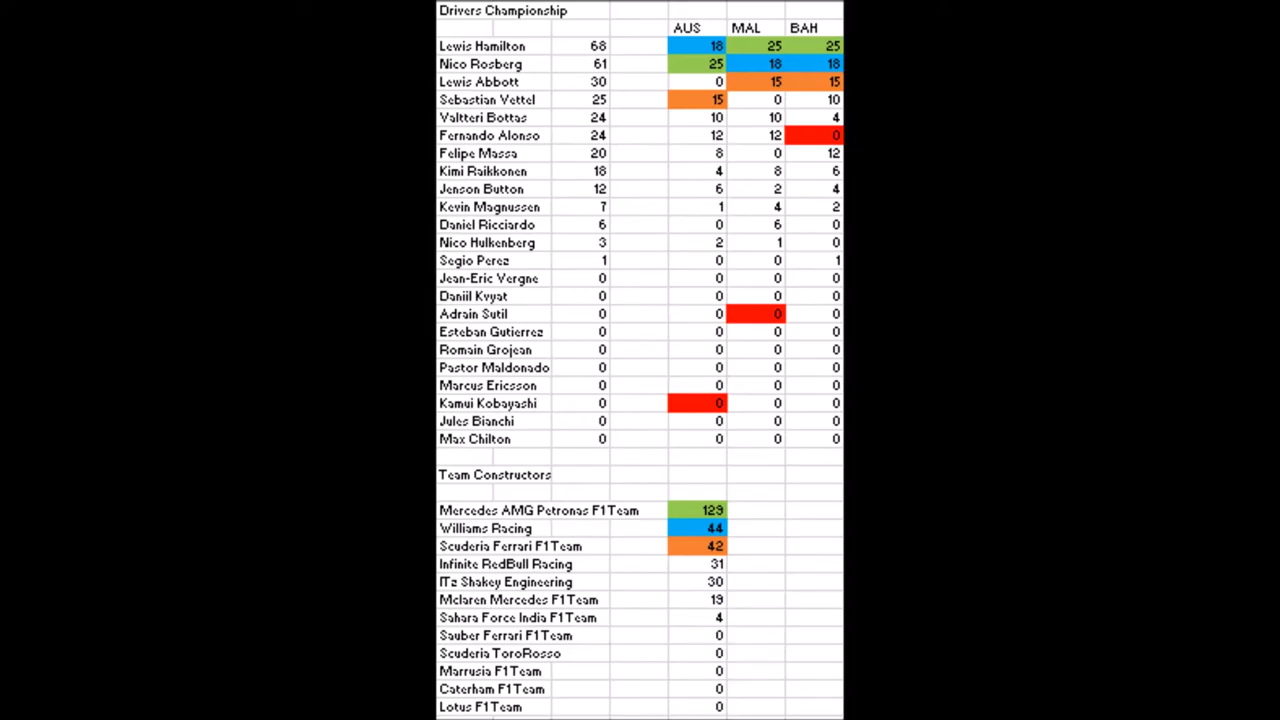 Drivers Championship
AUS MAL BAH
Lewis Hamilton 68 18 25 25
Nico Rosberg 61 25 18 18
Lewis Abbott 30 0 15 15
Sebastian Vettel 25 15 0 10
Valtteri Bottas 24 10 10 4
Fernando Alonso 24 12 12 0
Felipe Massa 20 8 0 12
Kimi Raikkonen 18 4 8 6
Jenson Button 12 6 2 4
Kevin Magnussen 7 1 4 2
Daniel Ricciardo 6 0 6 0
Nico Hulkenberg 3 2 1 0
Segio Perez 1 0 0 1
Jean-Eric Vergne 0 0 0 0
Daniil Kvyat 0 0 0 0
Adrain Sutil 0 0 0 0
Esteban Gutierrez 0 0 0 0
Romain Grojean 0 0 0 0
Pastor Maldonado 0 0 0 0
Marcus Ericsson 0 0 0 0
Kamui Kobayashi 0 0 0 0
Jules Bianchi 0 0 0 0
Max Chilton 0 0 0 0
Team Constructors
Mercedes AMG Petronas F1Team 129
Williams Racing 44
Scuderia Ferrari F1Team 42
Infinite RedBull Racing 31
ITz Shakey Engineering 30
Mclaren Mercedes F1Team 19
Sahara Force India F1Team 4
Sauber Ferrari F1Team 0
Scuderia ToroRosso 0
Marrusia F1Team 0
Caterham F1Team 0
Lotus F1Team 0